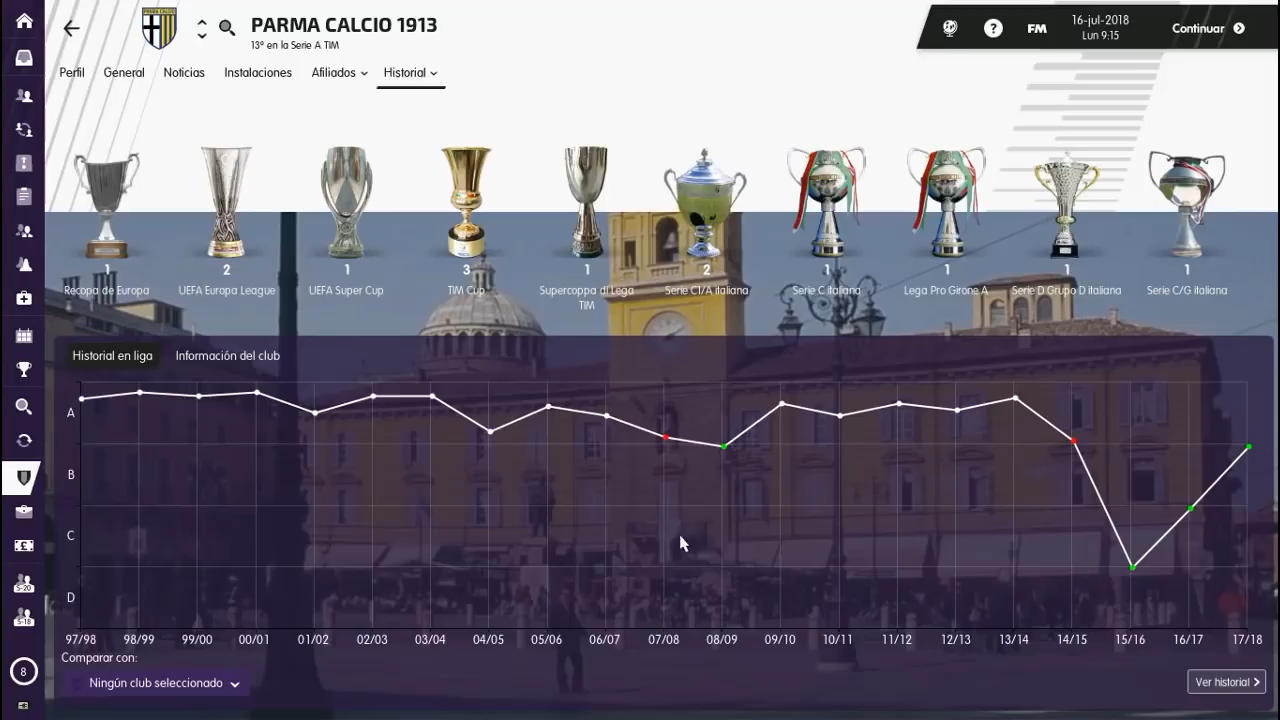 PARMA CALCIO 1913
13º en la Serie A TIM
FM
16-jul-2018
Lun 9:15
Continuar
Perfil General Noticias Instalaciones Afiliados Historial
1 2 1 3 1 2 1 1 1 1
Recopa de Europa UEFA Europa League UEFA Super Cup TIM Cup Supercoppa di Lega Serie C1/A italiana Serie C italiana Lega Pro Girone A Serie D Grupo D italiana Serie C/G italiana
TIM
Historial en liga Información del club
A
B
C
D
97/98 98/99 99/00 00/01 01/02 02/03 03/04 04/05 05/06 06/07 07/08 08/09 09/10 10/11 11/12 12/13 13/14 14/15 15/16 16/17 17/18
Comparar con:
Ningún club seleccionado
Ver historial
S-20
S-18
8